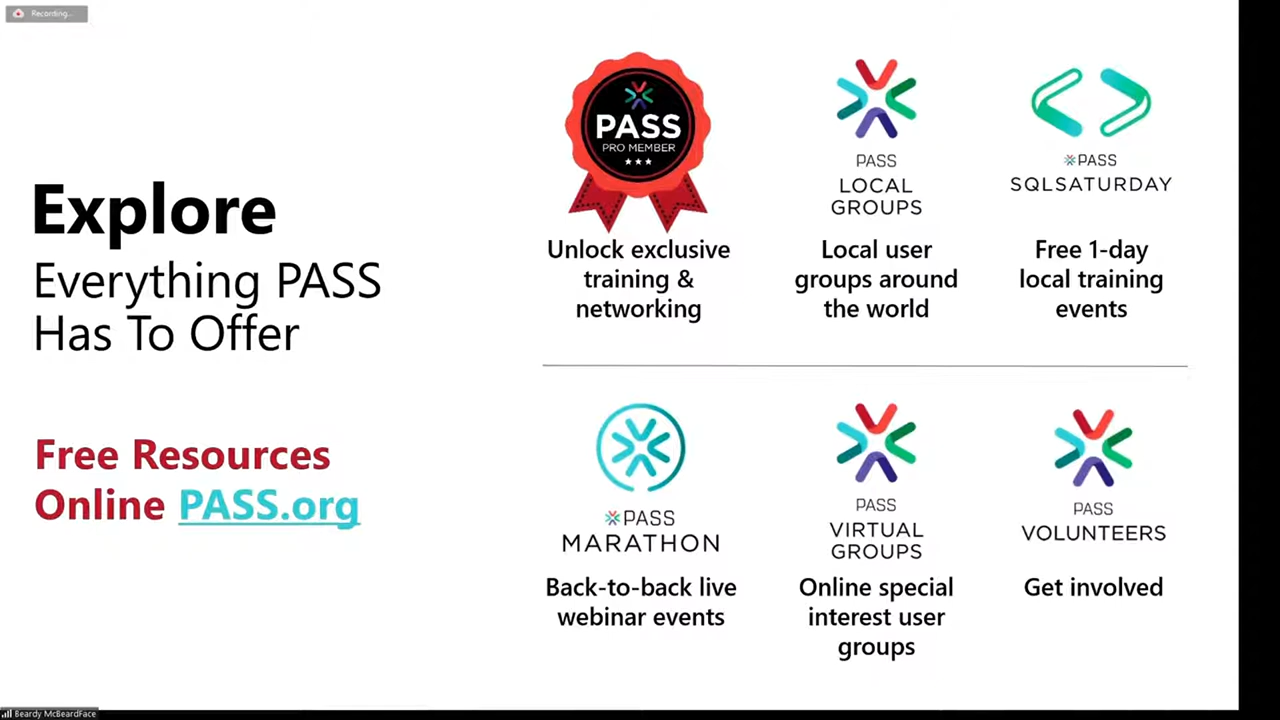 Recording...
Explore
Everything PASS
Has To Offer
Free Resources
Online PASS.org
PASS
PRO MEMBER
Unlock exclusive
training &
networking
PASS
LOCAL
GROUPS
Local user
groups around
the world
PASS
SQLSATURDAY
Free 1-day
local training
events
PASS
MARATHON
Back-to-back live
webinar events
PASS
VIRTUAL
GROUPS
Online special
interest user
groups
PASS
VOLUNTEERS
Get involved
Beardy McBeardFace